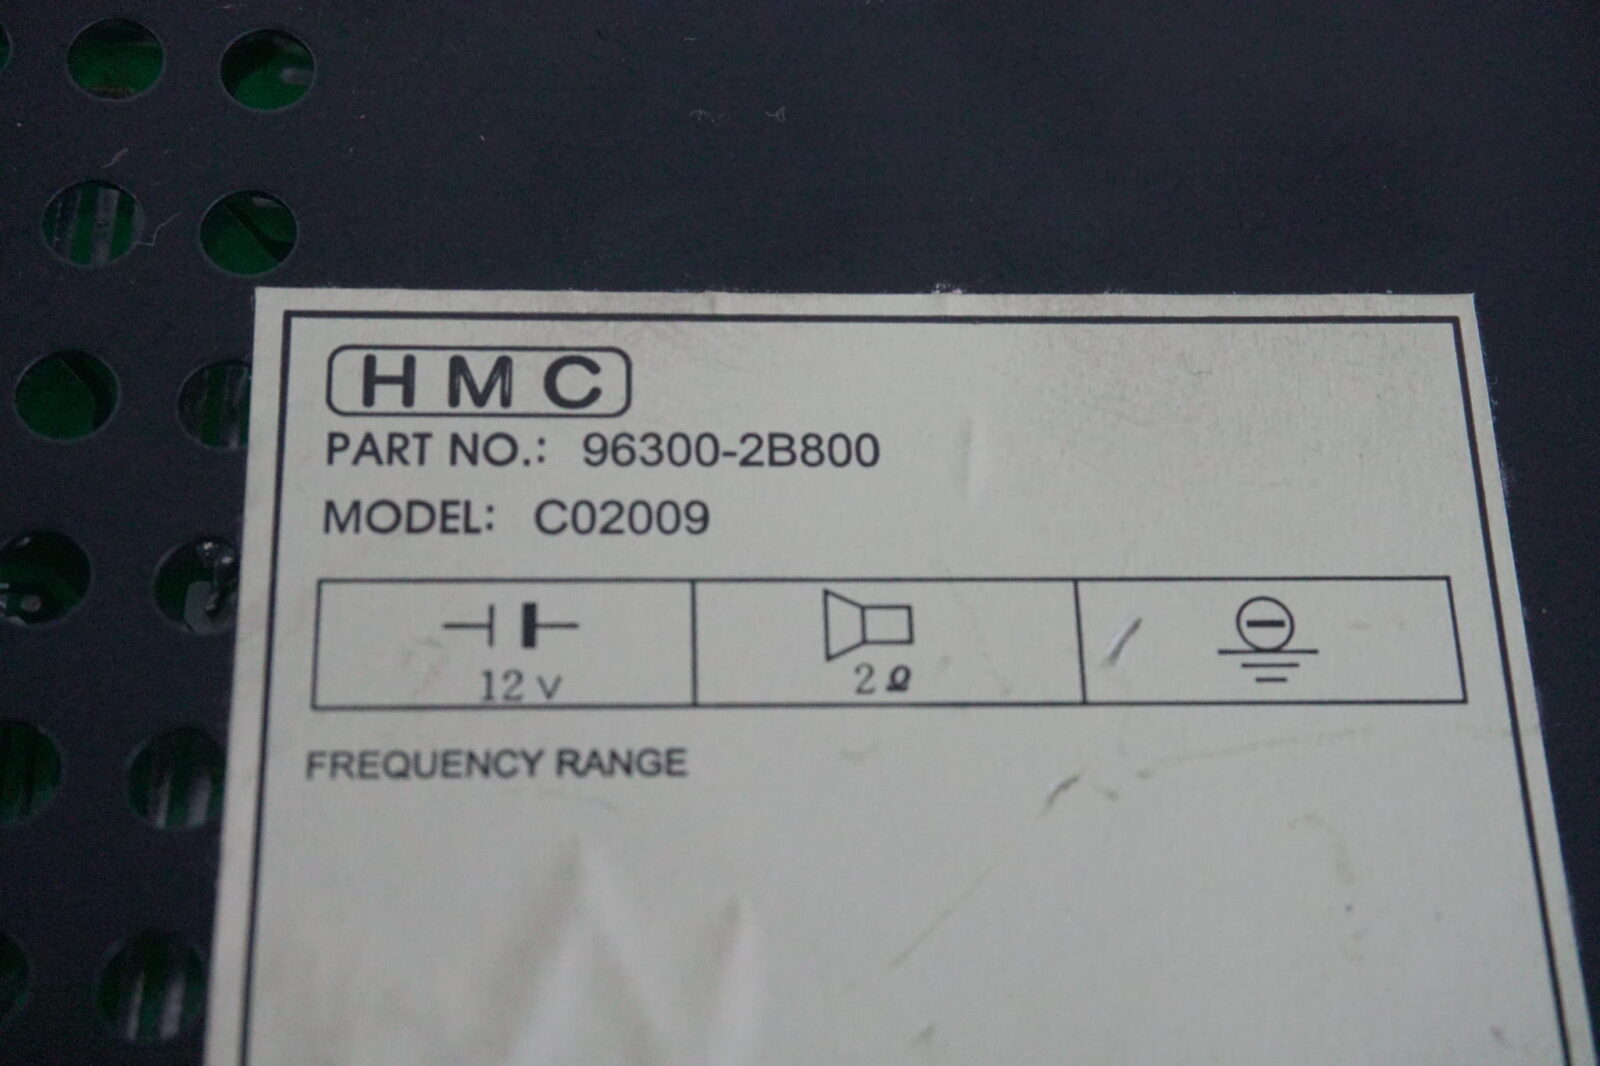 HMC
PART NO.: 96300-2B800
MODEL: C02009
12 V
2 Ω
FREQUENCY RANGE